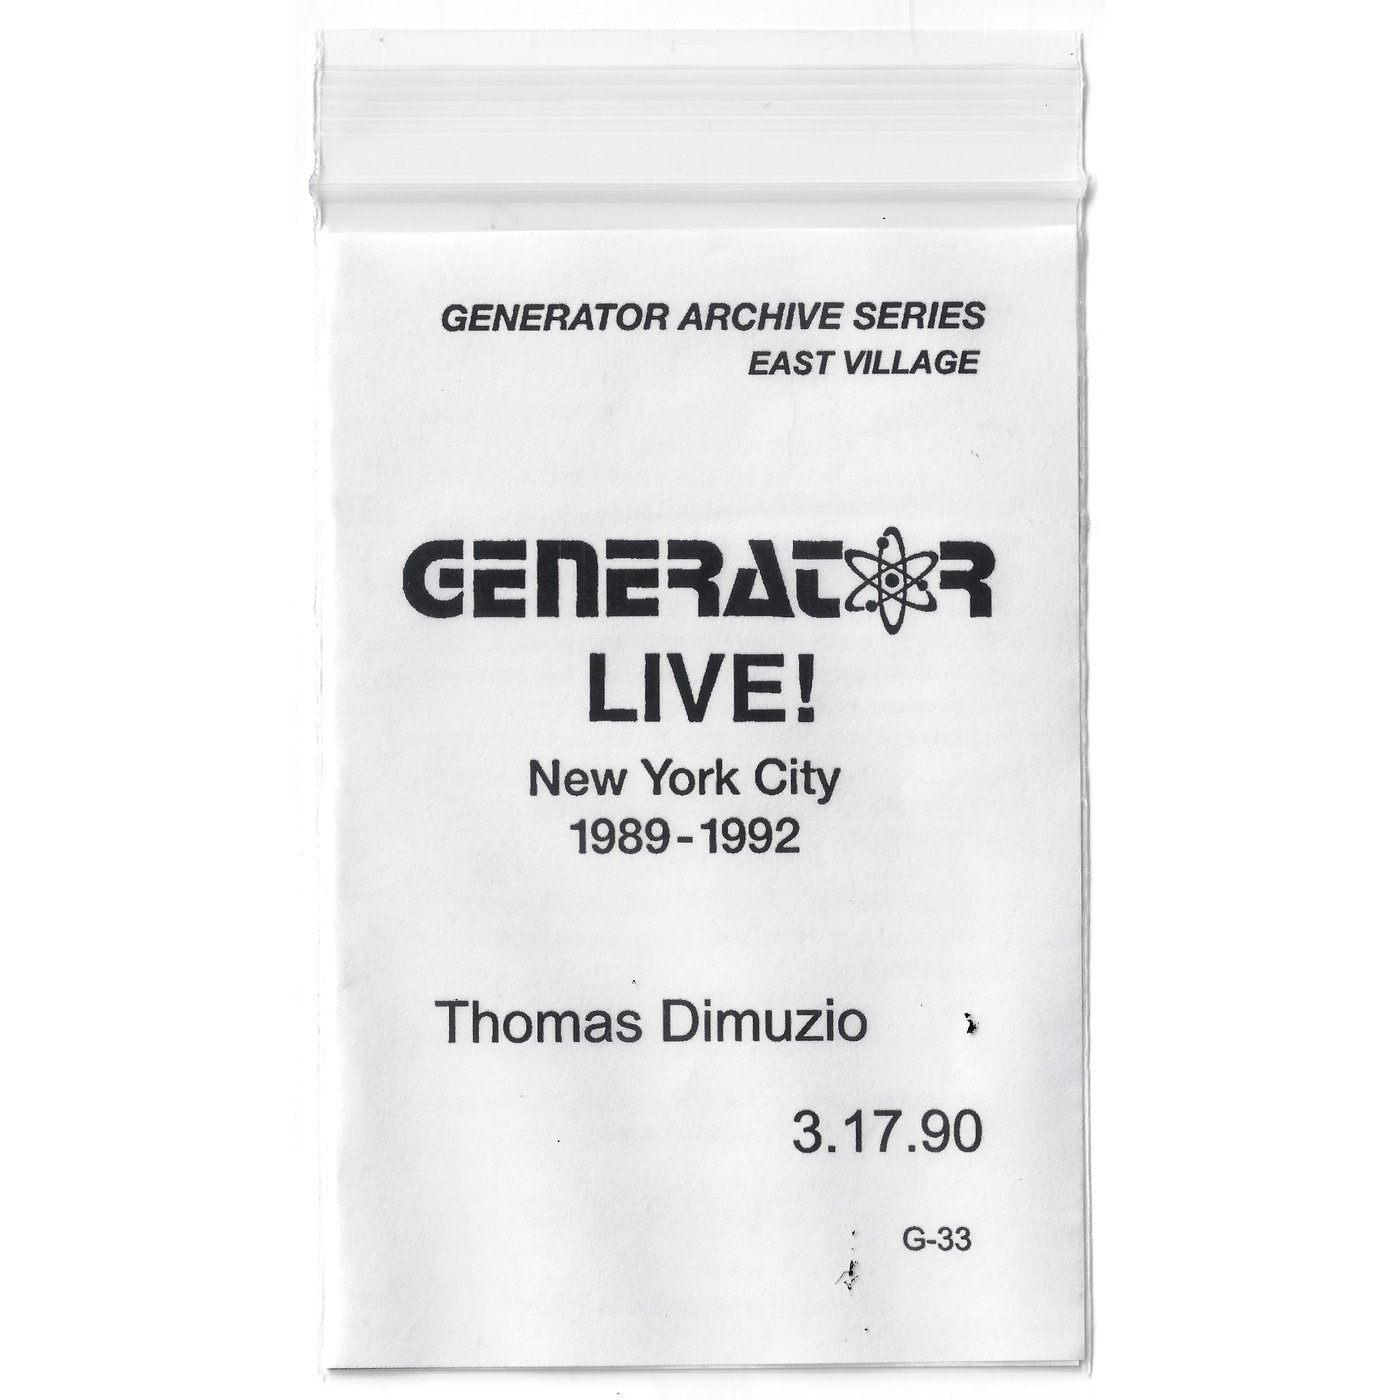 GENERATOR ARCHIVE SERIES
EAST VILLAGE
GENERATOR
LIVE!
New York City
1989-1992
Thomas Dimuzio
3.17.90
G-33